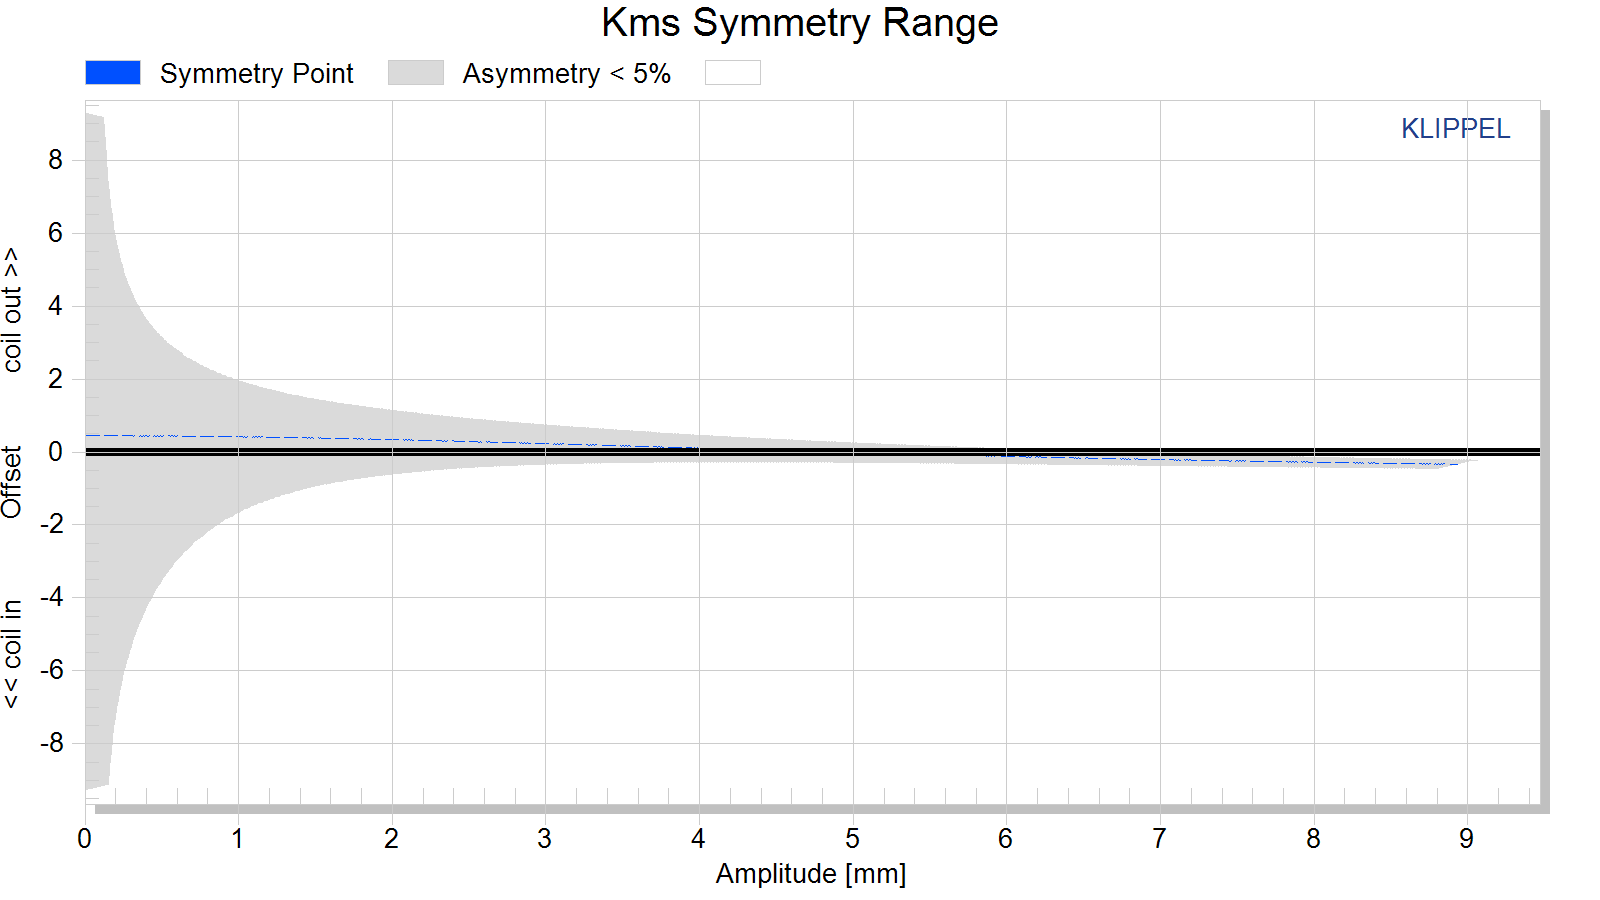 Kms Symmetry Range
Symmetry Point Asymmetry < 5%
KLIPPEL
8
6
4
2
0
-2
-4
-6
-8
<< coil in Offset coil out >>
0 1 2 3 4 5 6 7 8 9
Amplitude [mm]